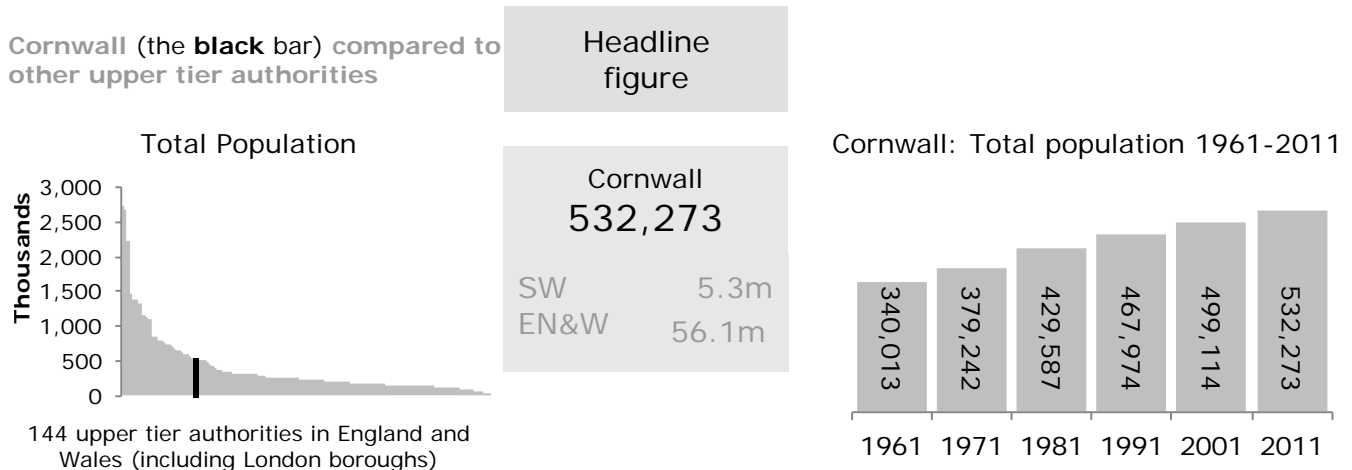 Cornwall (the black bar) compared to
other upper tier authorities
Headline
figure
Total Population
Thousands
3,000
2,500
2,000
1,500
1,000
500
0
144 upper tier authorities in England and
Wales (including London boroughs)
Cornwall
532,273
SW 5.3m
EN&W 56.1m
Cornwall: Total population 1961-2011
340,013
379,242
429,587
467,974
499,114
532,273
1961 1971 1981 1991 2001 2011